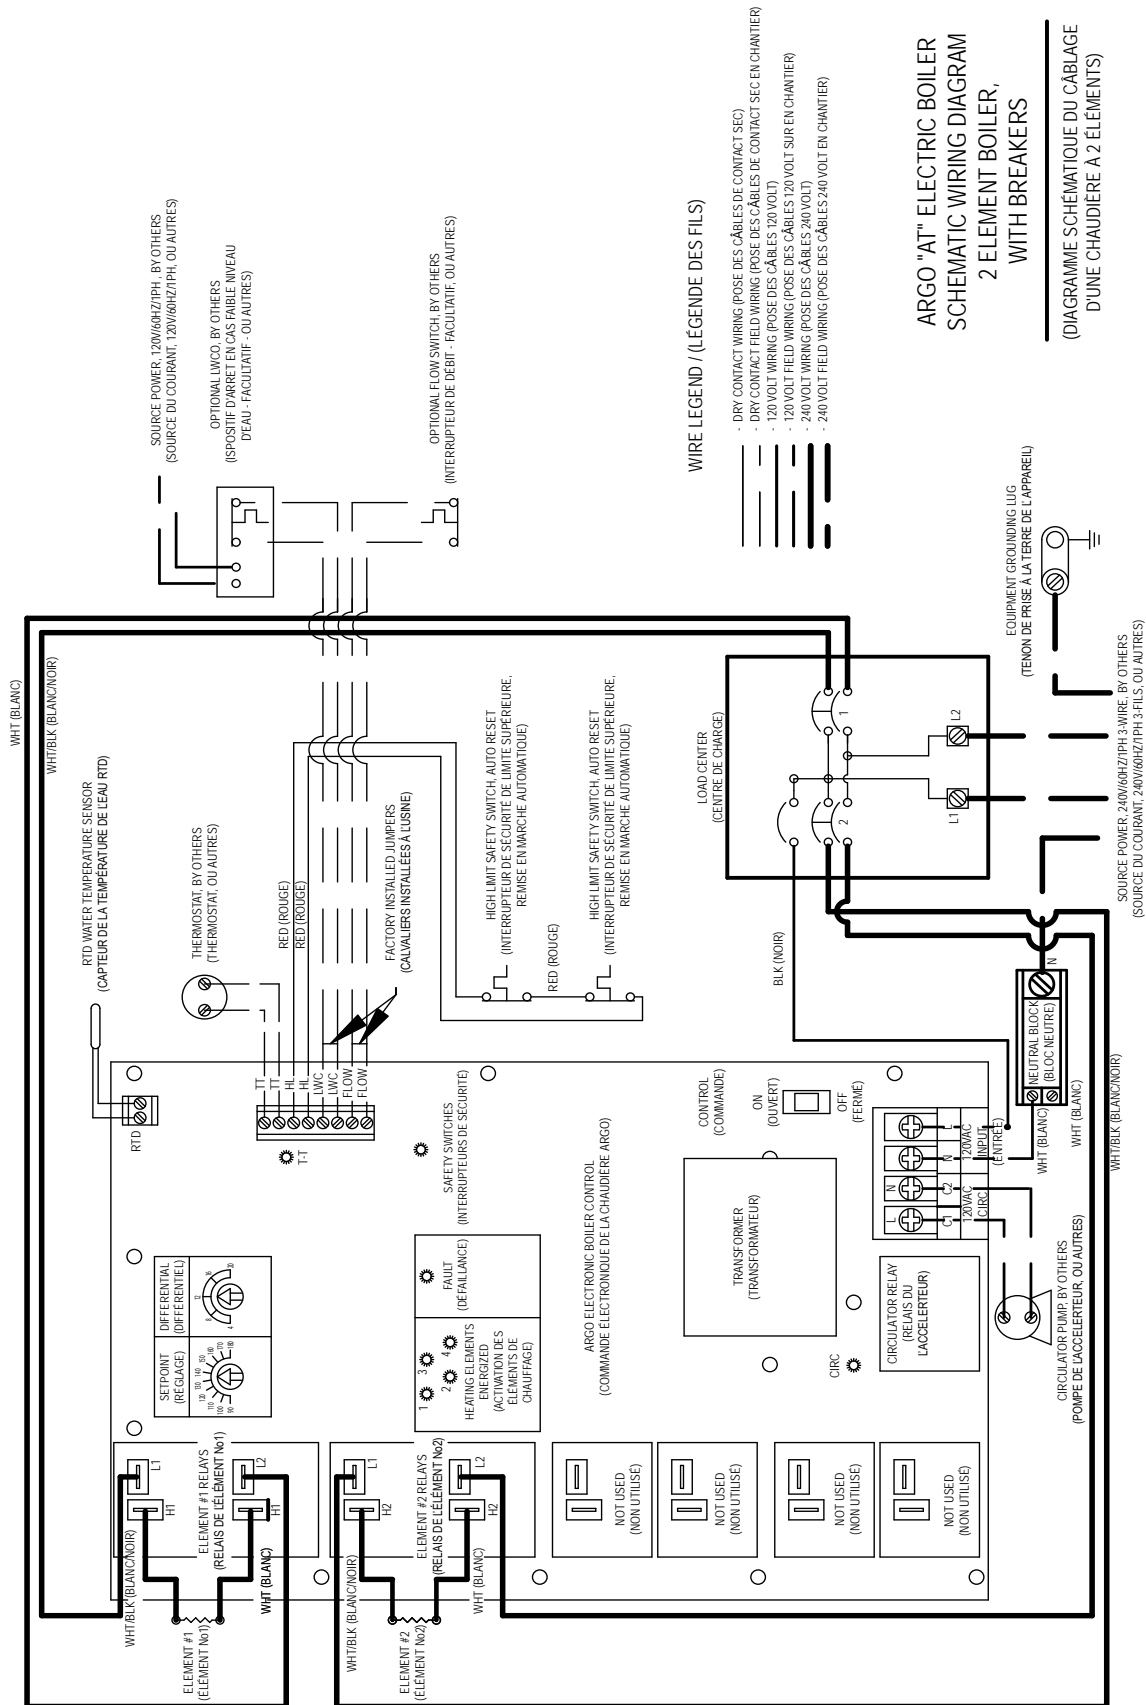 ARGO "AT" ELECTRIC BOILER
SCHEMATIC WIRING DIAGRAM
2 ELEMENT BOILER,
WITH BREAKERS
(DIAGRAMME SCHÉMATIQUE DU CÂBLAGE
D'UNE CHAUDIÈRE À 2 ÉLÉMENTS)
WIRE LEGEND / (LÉGENDE DES FILS)
- DRY CONTACT WIRING (POSE DES CÂBLES DE CONTACT SEC)
- DRY CONTACT FIELD WIRING (POSE DES CÂBLES DE CONTACT SEC EN CHANTIER)
- 120 VOLT WIRING (POSE DES CÂBLES 120 VOLT)
- 120 VOLT FIELD WIRING (POSE DES CÂBLES 120 VOLT SUR EN CHANTIER)
- 240 VOLT WIRING (POSE DES CÂBLES 240 VOLT)
- 240 VOLT FIELD WIRING (POSE DES CÂBLES 240 VOLT EN CHANTIER)
SOURCE POWER, 120V/60HZ/1PH, BY OTHERS
(SOURCE DU COURANT, 120V/60HZ/1PH, OU AUTRES)
OPTIONAL LWCO, BY OTHERS
(ISPOSITIF D'ARRET EN CAS FAIBLE NIVEAU
D'EAU - FACULTATIF - OU AUTRES)
OPTIONAL FLOW SWITCH, BY OTHERS
(INTERRUPTEUR DE DÉBIT - FACULTATIF, OU AUTRES)
WHT (BLANC)
WHT/BLK (BLANC/NOIR)
RTD WATER TEMPERATURE SENSOR
(CAPTEUR DE LA TEMPÉRATURE DE L'EAU RTD)
THERMOSTAT, BY OTHERS
(THERMOSTAT, OU AUTRES)
RED (ROUGE)
RED (ROUGE)
FACTORY INSTALLED JUMPERS
(CALVALIERS INSTALLÉES À L'USINE)
HIGH LIMIT SAFETY SWITCH, AUTO RESET
(INTERRUPTEUR DE SÉCURITÉ DE LIMITE SUPÉRIEURE,
REMISE EN MARCHE AUTOMATIQUE)
RED (ROUGE)
HIGH LIMIT SAFETY SWITCH, AUTO RESET
(INTERRUPTEUR DE SÉCURITÉ DE LIMITE SUPÉRIEURE,
REMISE EN MARCHE AUTOMATIQUE)
LOAD CENTER
(CENTRE DE CHARGE)
1
2
L1
L2
BLK (NOIR)
EQUIPMENT GROUNDING LUG
(TENON DE PRISE À LA TERRE DE L'APPAREIL)
SOURCE POWER, 240V/60HZ/1PH 3-WIRE, BY OTHERS
(SOURCE DU COURANT, 240V/60HZ/1PH 3-FILS, OU AUTRES)
N
NEUTRAL BLOCK
(BLOC NEUTRE)
WHT (BLANC)
WHT (BLANC)
WHT/BLK (BLANC/NOIR)
RTD
TT
TT
HL
HL
LWC
LWC
FLOW
FLOW
T-T
SAFETY SWITCHES
(INTERRUPTEURS DE SÉCURITÉ)
CONTROL
(COMMANDE)
ON
(OUVERT)
OFF
(FERMÉ)
DIFFERENTIAL
(DIFFÉRENTIEL)
4
8
12
16
20
SETPOINT
(RÉGLAGE)
90
100
110
120
130
140
150
160
170
180
FAULT
(DÉFAILLANCE)
1
2
3
4
HEATING ELEMENTS
ENERGIZED
(ACTIVATION DES
ÉLÉMENTS DE
CHAUFFAGE)
ARGO ELECTRONIC BOILER CONTROL
(COMMANDE ÉLECTRONIQUE DE LA CHAUDIÈRE ARGO)
TRANSFORMER
(TRANSFORMATEUR)
L
N
120VAC
INPUT
(ENTRÉE)
N
L
C2
C1
120VAC
CIRC
CIRC
CIRCULATOR RELAY
(RELAIS DU
L'ACCELERTEUR)
CIRCULATOR PUMP, BY OTHERS
(POMPE DE L'ACCELERTEUR, OU AUTRES)
L1
H1
L2
H1
ELEMENT #1 RELAYS
(RELAIS DE L'ÉLÉMENT No1)
WHT/BLK (BLANC/NOIR)
WHT (BLANC)
ELEMENT #1
(ÉLÉMENT No1)
L1
H2
L2
H2
ELEMENT #2 RELAYS
(RELAIS DE L'ÉLÉMENT No2)
WHT/BLK (BLANC/NOIR)
WHT (BLANC)
ELEMENT #2
(ÉLÉMENT No2)
NOT USED
(NON UTILISÉ)
NOT USED
(NON UTILISÉ)
NOT USED
(NON UTILISÉ)
NOT USED
(NON UTILISÉ)